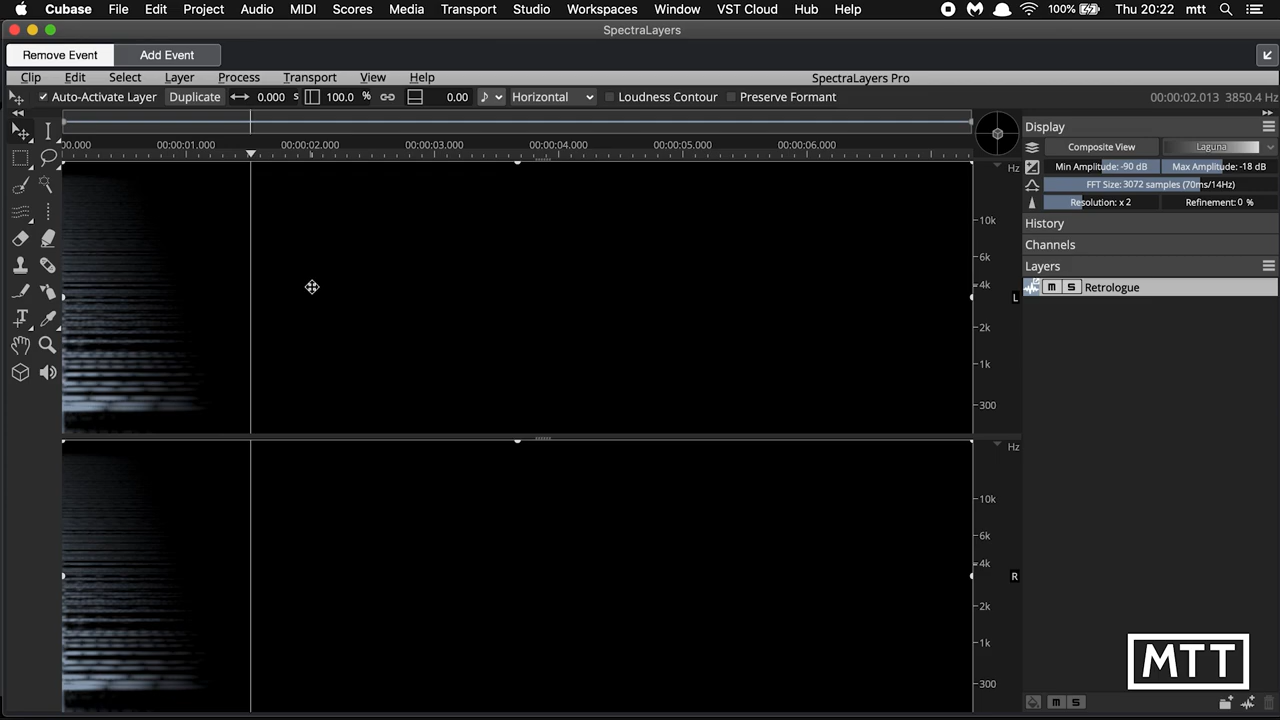 Cubase File Edit Project Audio MIDI Scores Media Transport Studio Workspaces Window VST Cloud Hub Help 100% Thu 20:22 mtt
SpectraLayers
Remove Event Add Event
Clip Edit Select Layer Process Transport View Help SpectraLayers Pro
Auto-Activate Layer Duplicate 0.000 s 100.0 % 0.00 Horizontal Loudness Contour Preserve Formant 00:00:02.013 3850.4 Hz
00.000 00:00:01.000 00:00:02.000 00:00:03.000 00:00:04.000 00:00:05.000 00:00:06.000
Hz
10k
6k
4k
L
2k
1k
300
Hz
10k
6k
4k
R
2k
1k
300
Display
Composite View Laguna
Min Amplitude: -90 dB Max Amplitude: -18 dB
FFT Size: 3072 samples (70ms/14Hz)
Resolution: x 2 Refinement: 0 %
History
Channels
Layers
m S Retrologue
MTT
m S